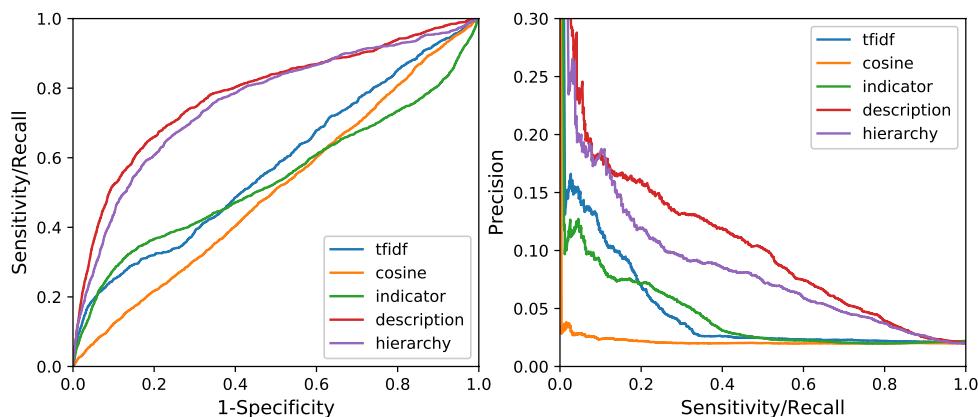 1.0
0.8
0.6
0.4
0.2
0.0
Sensitivity/Recall
0.0 0.2 0.4 0.6 0.8 1.0
1-Specificity
tfidf
cosine
indicator
description
hierarchy
0.30
0.25
0.20
0.15
0.10
0.05
0.00
Precision
0.0 0.2 0.4 0.6 0.8 1.0
Sensitivity/Recall
tfidf
cosine
indicator
description
hierarchy